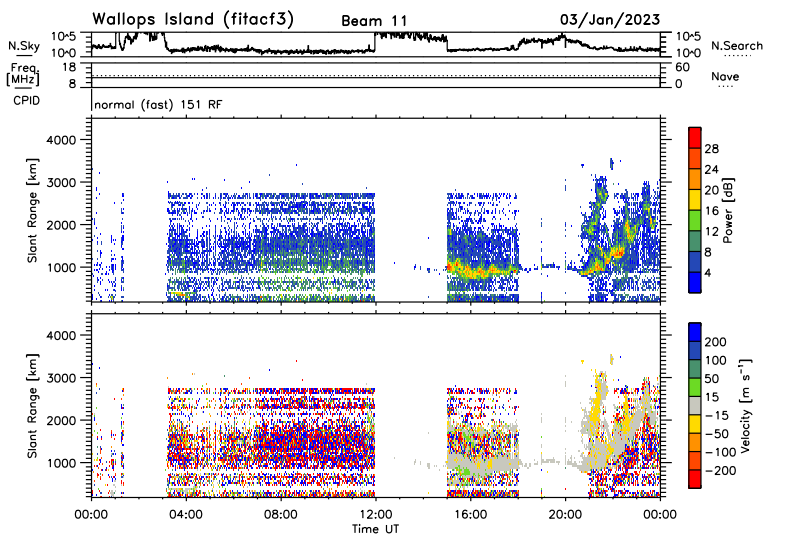 Wallops Island (fitacf3) Beam 11 03/Jan/2023
N.Sky 10+5 10+0 10+5 10+0 N.Search
Freq. [MHz] 18 8 60 0 Nave
CPID normal (fast) 151 RF
Slant Range [km] 4000 3000 2000 1000
28 24 20 16 12 8 4 Power [dB]
Slant Range [km] 4000 3000 2000 1000
200 100 50 15 -15 -50 -100 -200 Velocity [m s⁻¹]
00:00 04:00 08:00 12:00 16:00 20:00 00:00
Time UT